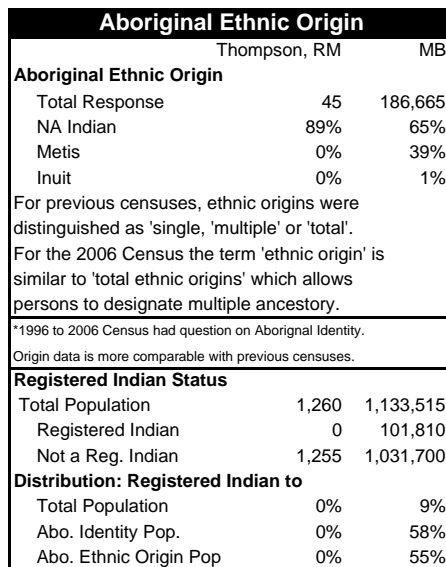 Aboriginal Ethnic Origin
Thompson, RM MB
Aboriginal Ethnic Origin
Total Response 45 186,665
NA Indian 89% 65%
Metis 0% 39%
Inuit 0% 1%
For previous censuses, ethnic origins were
distinguished as 'single, 'multiple' or 'total'.
For the 2006 Census the term 'ethnic origin' is
similar to 'total ethnic origins' which allows
persons to designate multiple ancestory.
*1996 to 2006 Census had question on Aborignal Identity.
Origin data is more comparable with previous censuses.
Registered Indian Status
Total Population 1,260 1,133,515
Registered Indian 0 101,810
Not a Reg. Indian 1,255 1,031,700
Distribution: Registered Indian to
Total Population 0% 9%
Abo. Identity Pop. 0% 58%
Abo. Ethnic Origin Pop 0% 55%